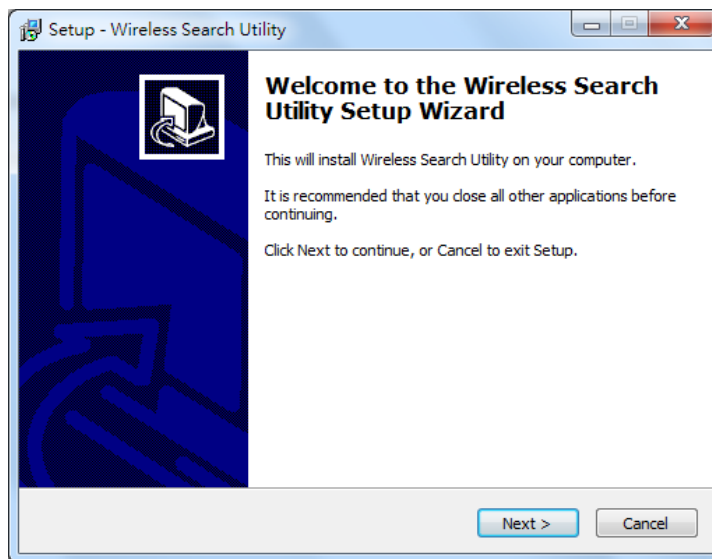 Setup - Wireless Search Utility
Welcome to the Wireless Search
Utility Setup Wizard
This will install Wireless Search Utility on your computer.
It is recommended that you close all other applications before
continuing.
Click Next to continue, or Cancel to exit Setup.
Next >
Cancel